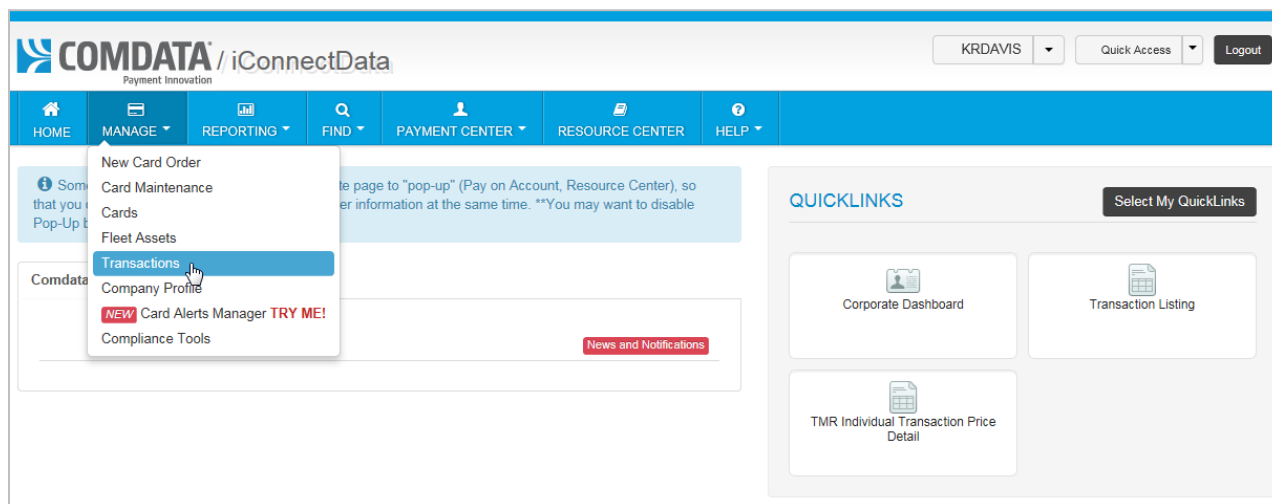 COMDATA / iConnectData
Payment Innovation
KRDAVIS
Quick Access
Logout
HOME
MANAGE
REPORTING
FIND
PAYMENT CENTER
RESOURCE CENTER
HELP
New Card Order
Card Maintenance
Cards
Fleet Assets
Transactions
Company Profile
NEW Card Alerts Manager TRY ME!
Compliance Tools
te page to "pop-up" (Pay on Account, Resource Center), so
that you
er information at the same time. **You may want to disable
Pop-Up
Comdata
News and Notifications
QUICKLINKS
Select My QuickLinks
Corporate Dashboard
Transaction Listing
TMR Individual Transaction Price
Detail